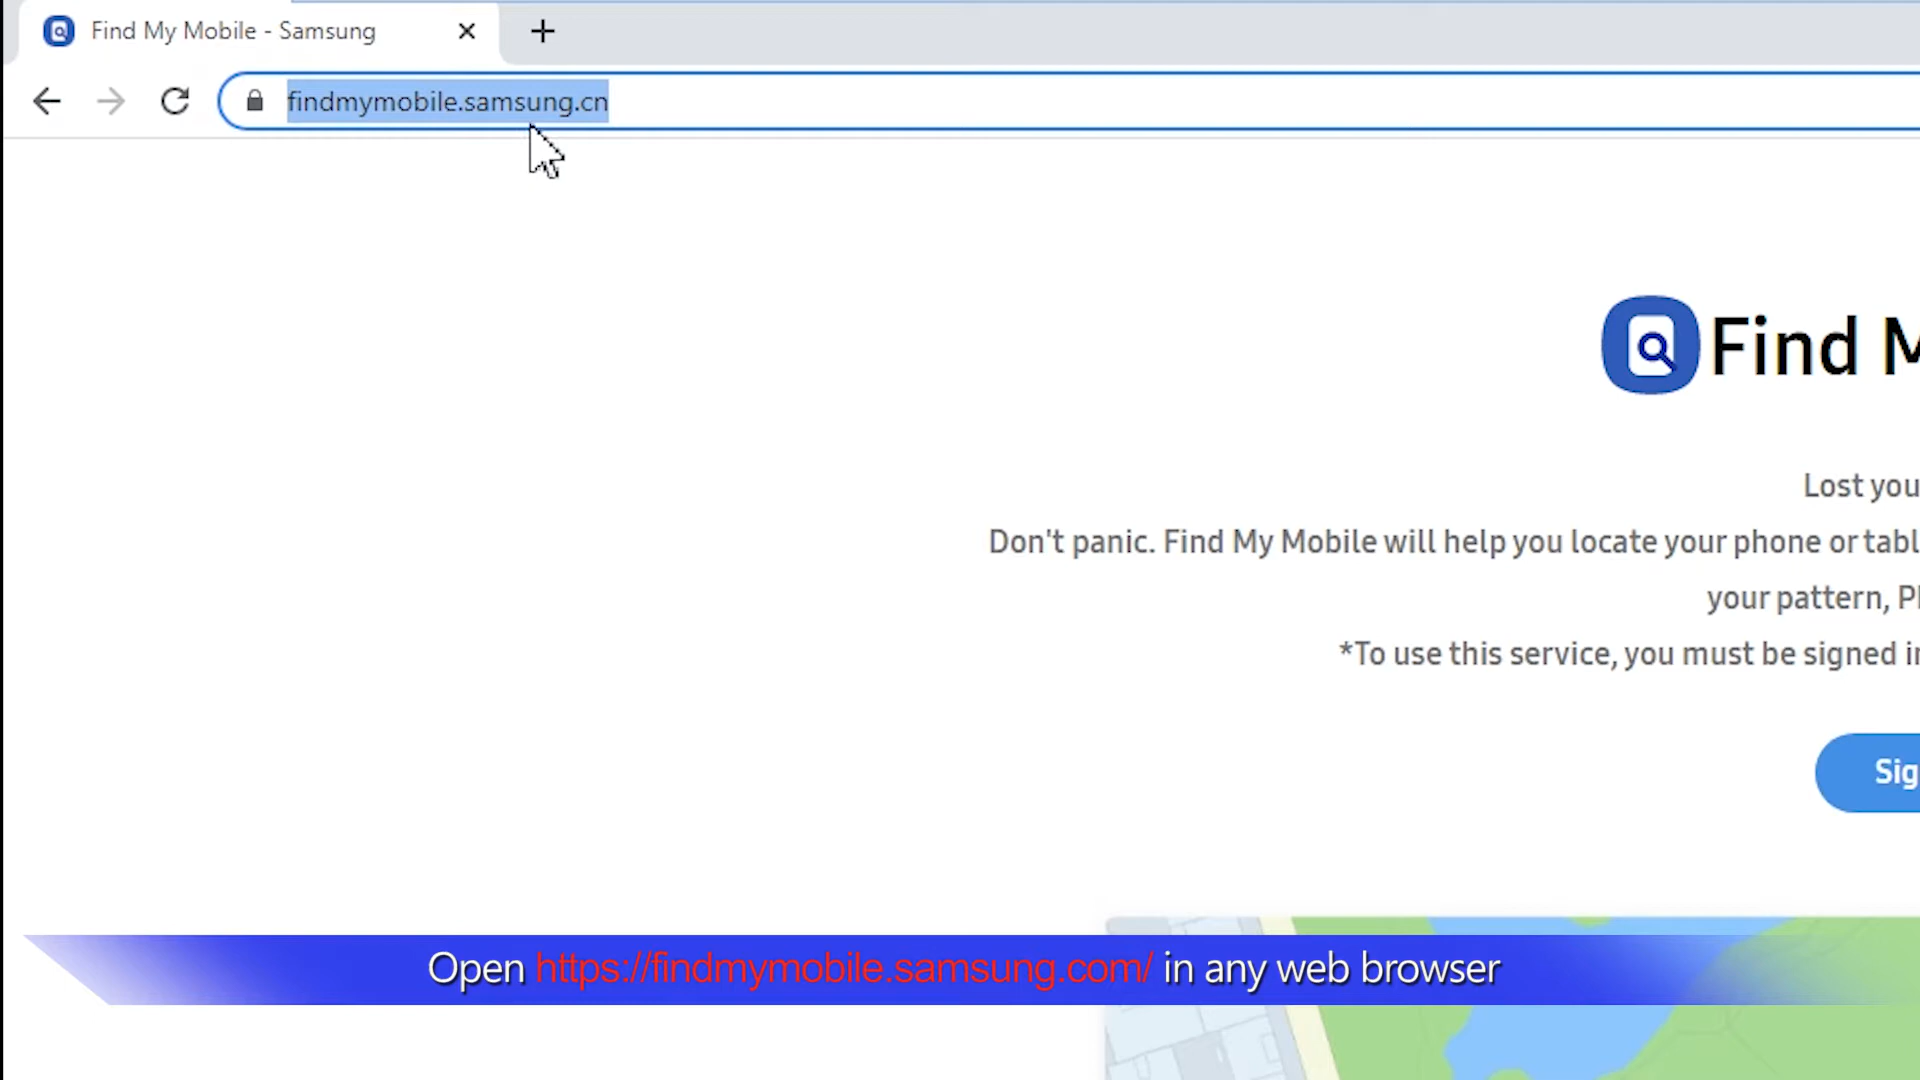 Find My Mobile - Samsung
findmymobile.samsung.cn
Find M
Lost you
Don't panic. Find My Mobile will help you locate your phone or tabl
your pattern, PI
*To use this service, you must be signed in
Sig
Open https://findmymobile.samsung.com/ in any web browser